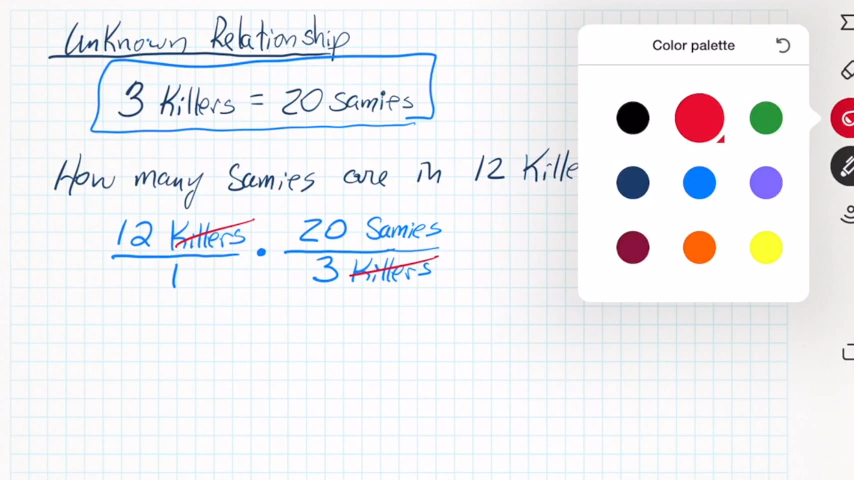 Unknown Relationship
Color palette
3 Killers = 20 Samies
How many Samies are in 12 Kille
12 Killers
1
·
20 Samies
3 Killers